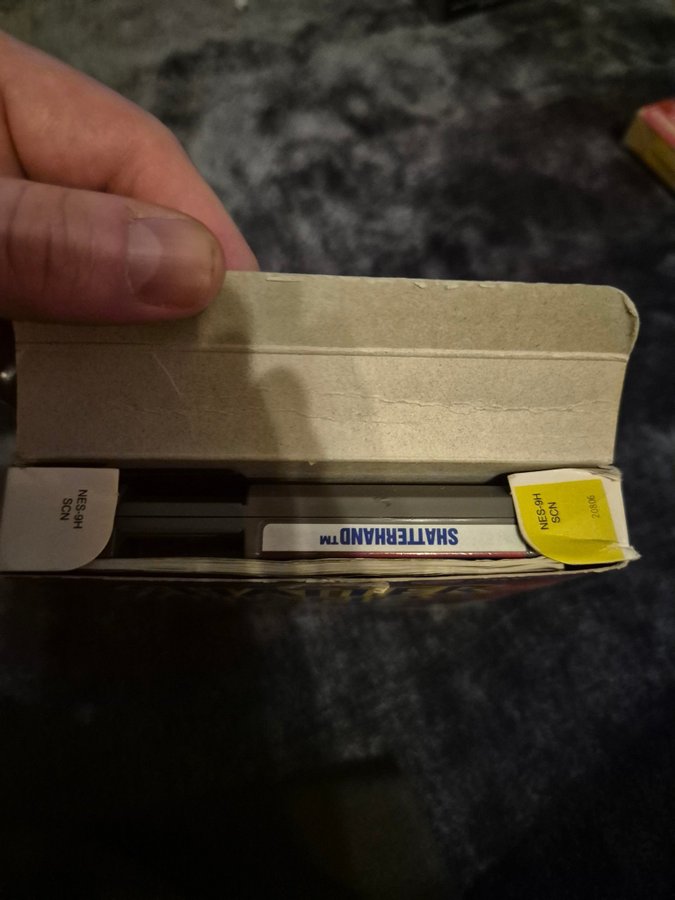 NES-9H
SCN
SHATTERHAND™
NES-9H
SCN
20806